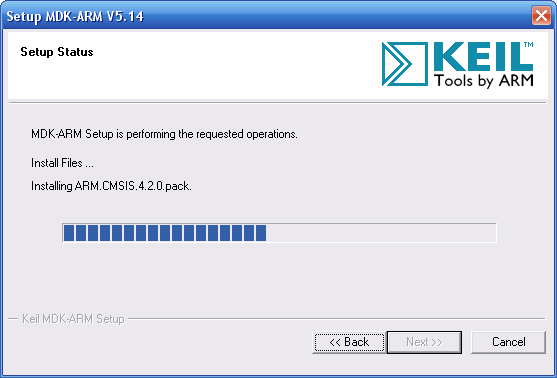 Setup MDK-ARM V5.14
Setup Status
KEIL™
Tools by ARM
MDK-ARM Setup is performing the requested operations.
Install Files ...
Installing ARM.CMSIS.4.2.0.pack.
Keil MDK-ARM Setup
<< Back
Next >>
Cancel